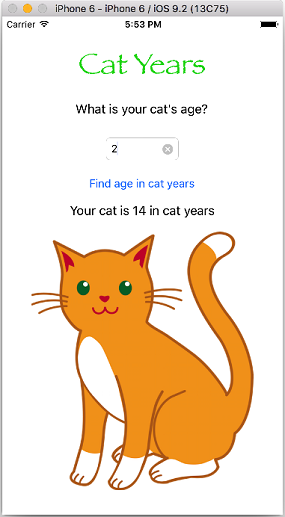 iPhone 6 - iPhone 6 / iOS 9.2 (13C75)
Carrier 5:53 PM
Cat Years
What is your cat's age?
2
Find age in cat years
Your cat is 14 in cat years